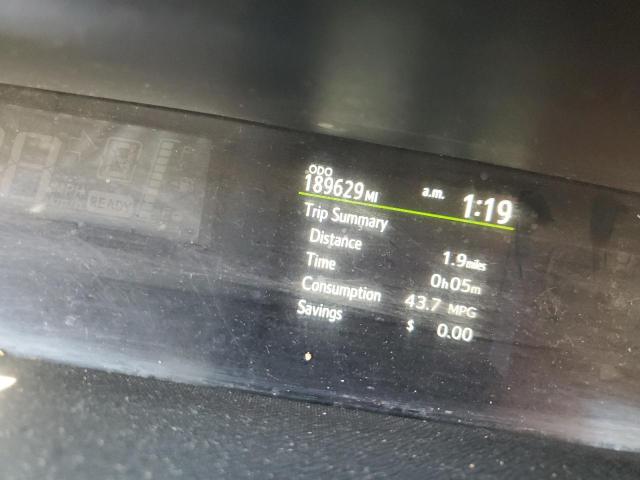 ODO
189629 MI a.m. 1:19
Trip Summary
Distance 1.9 miles
Time 0h05m
Consumption 43.7 MPG
Savings $ 0.00
READY